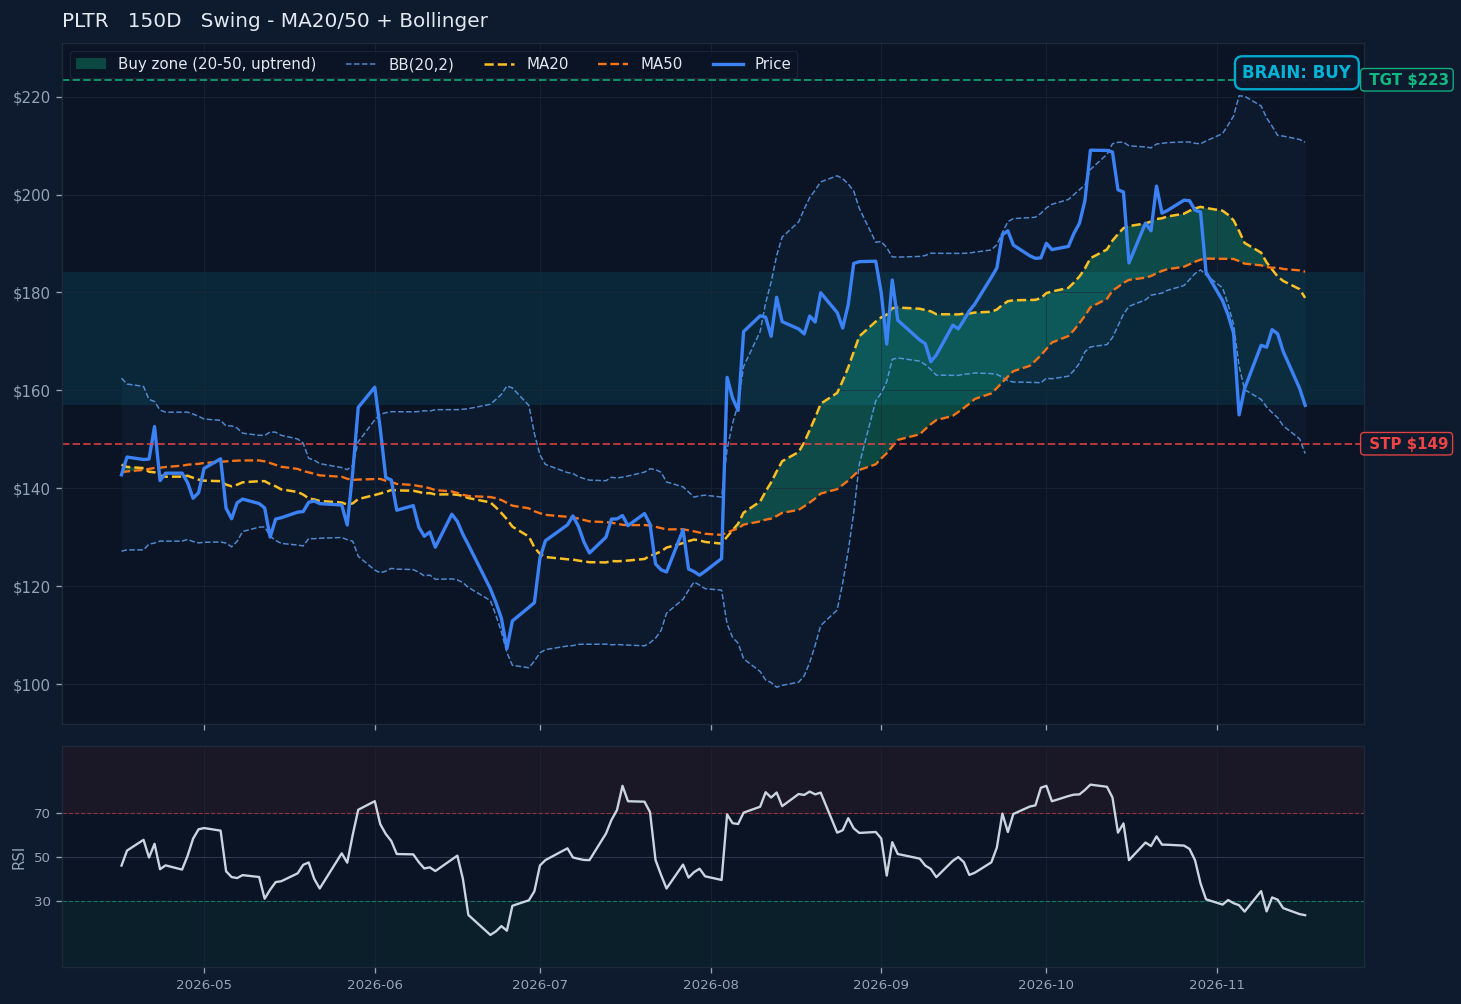 PLTR 150D Swing - MA20/50 + Bollinger
Buy zone (20-50, uptrend) BB(20,2) MA20 MA50 Price
BRAIN: BUY
TGT $223
$220
$200
$180
$160
STP $149
$140
$120
$100
70
50
30
RSI
2026-05 2026-06 2026-07 2026-08 2026-09 2026-10 2026-11